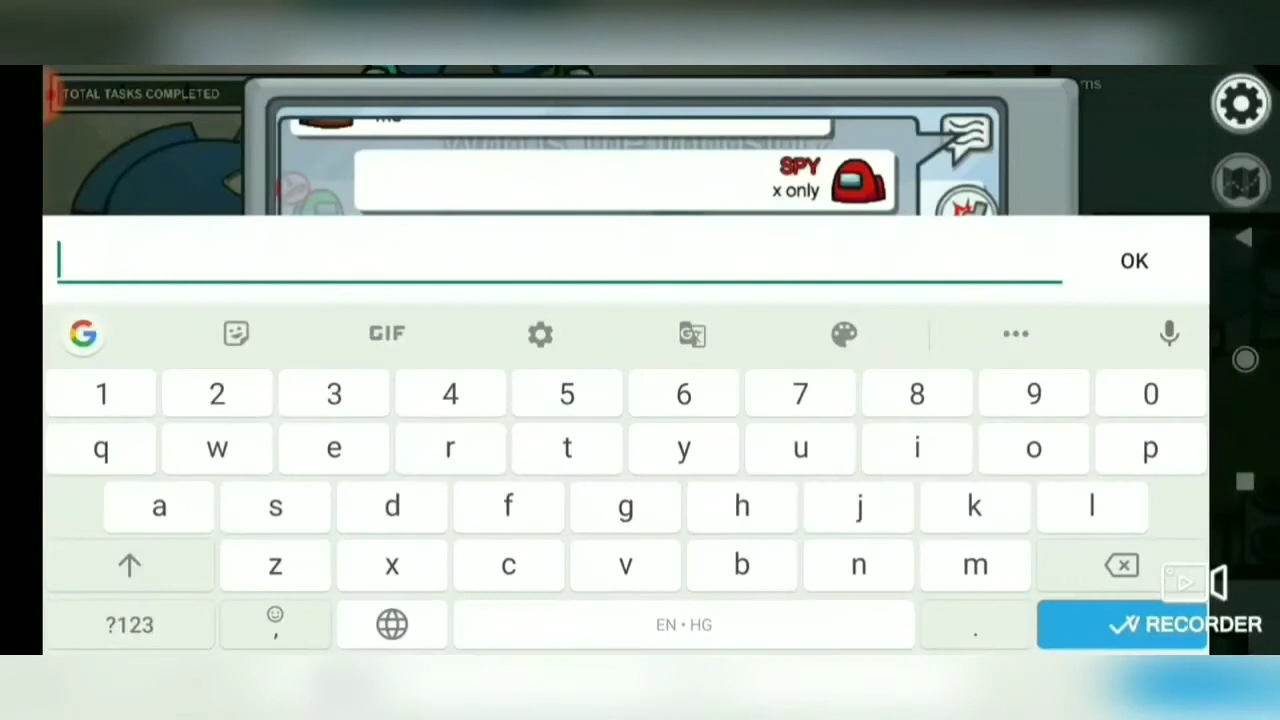 TOTAL TASKS COMPLETED
ms
SPY
x only
OK
G
GIF
1 2 3 4 5 6 7 8 9 0
q w e r t y u i o p
a s d f g h j k l
z x c v b n m
?123 , EN • HG .
RECORDER